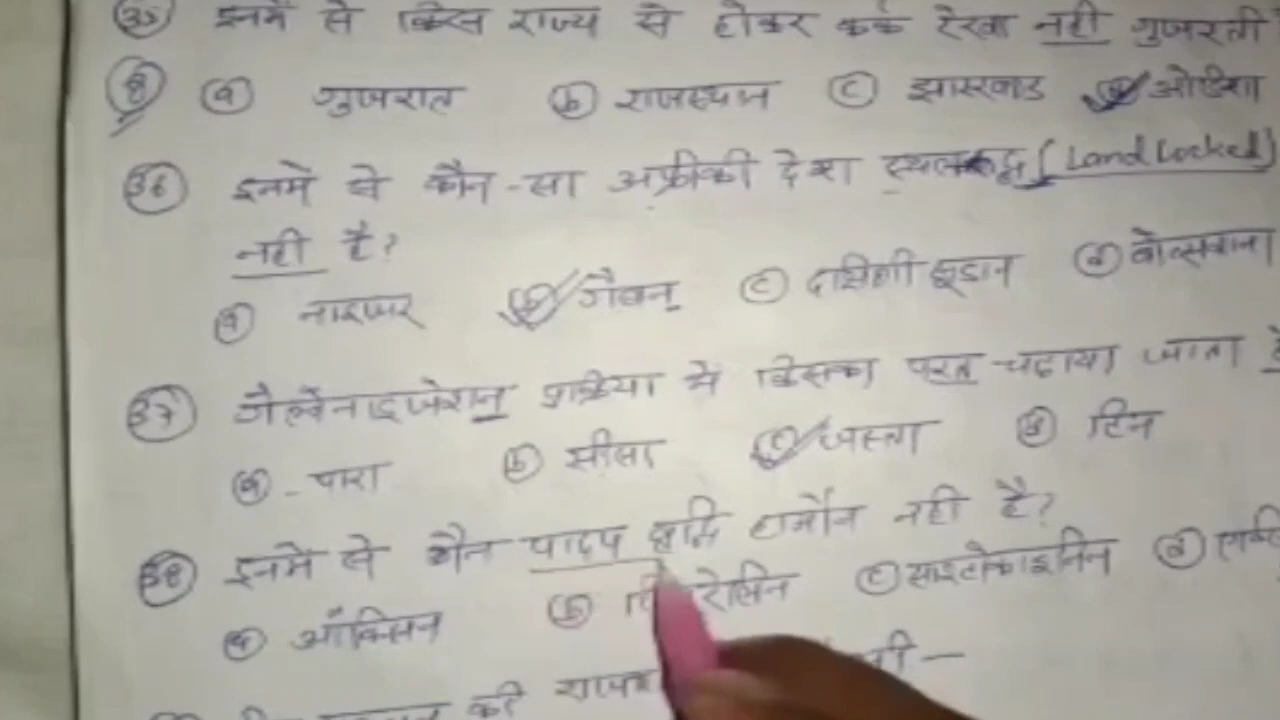 35 इनमें से किस राज्य से होकर कर्क रेखा नही गुजरती
a गुजरात b राजस्थान c झारखण्ड d ओडिशा
36 इनमे से कौन-सा अफ्रीकी देश स्थलरूद्ध (Land Locked)
नही है?
a नाइजर b गैबन c दक्षिणी सूडान d बोत्सवाना
37 गैल्वेनाइजेशन प्रक्रिया मे किसका परत चढ़ाया जाता है
a पारा b सीसा c जस्ता d टिन
38 इनमे से कौन पादप वृद्धि हार्मोन नही है?
a ऑक्सिन b c साइटोकाइनिन d
की